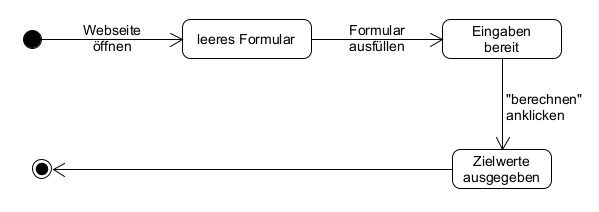 Webseite
öffnen
leeres Formular
Formular
ausfüllen
Eingaben
bereit
"berechnen"
anklicken
Zielwerte
ausgegeben